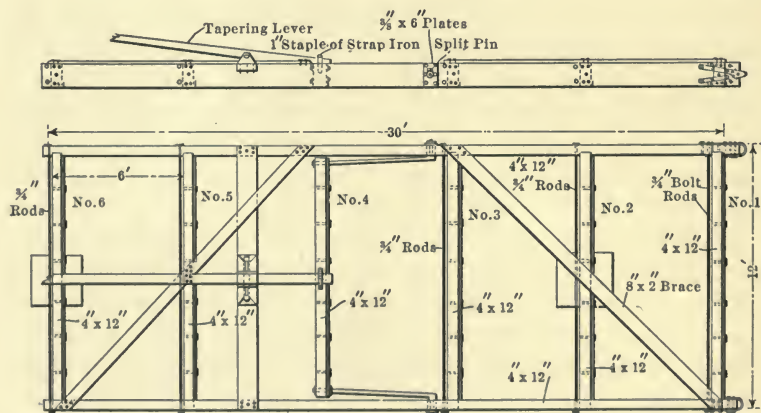 Tapering Lever
1" Staple of Strap Iron
⅜" x 6" Plates
Split Pin
30'
6'
¾" Rods
No.6
No.5
No.4
¾" Rods
No.3
4" x 12"
¾" Rods
No.2
¾" Bolt Rods
No.1
4" x 12"
12'
8" x 2" Brace
4" x 12"
4" x 12"
4" x 12"
4" x 12"
4" x 12"
4" x 12"